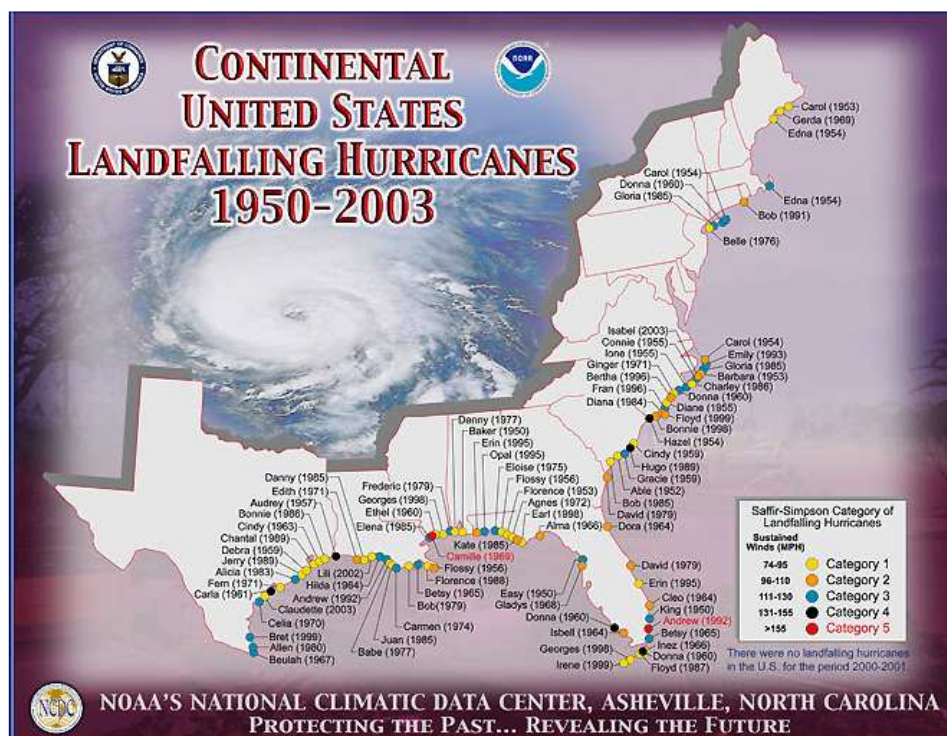 CONTINENTAL
UNITED STATES
LANDFALLING HURRICANES
1950-2003
NOAA
Carol (1953)
Gerda (1969)
Edna (1954)
Carol (1954)
Donna (1960)
Gloria (1985)
Edna (1954)
Bob (1991)
Belle (1976)
Isabel (2003)
Connie (1955)
Ione (1955)
Ginger (1971)
Bertha (1996)
Fran (1996)
Diana (1984)
Carol (1954)
Emily (1993)
Gloria (1985)
Barbara (1953)
Charley (1986)
Donna (1960)
Diane (1955)
Floyd (1999)
Bonnie (1998)
Hazel (1954)
Cindy (1959)
Hugo (1989)
Gracie (1959)
Able (1952)
Bob (1985)
David (1979)
Dora (1964)
Danny (1977)
Baker (1950)
Erin (1995)
Opal (1995)
Eloise (1975)
Flossy (1956)
Florence (1953)
Agnes (1972)
Earl (1998)
Alma (1966)
Frederic (1979)
Georges (1998)
Ethel (1960)
Elena (1985)
Danny (1985)
Edith (1971)
Audrey (1957)
Bonnie (1986)
Cindy (1963)
Chantal (1989)
Debra (1959)
Jerry (1989)
Alicia (1983)
Fern (1971)
Carla (1961)
Kate (1985)
Camille (1969)
Flossy (1956)
Florence (1988)
Betsy (1965)
Bob(1979)
Carmen (1974)
Juan (1985)
Babe (1977)
Lili (2002)
Hilda (1964)
Andrew (1992)
Claudette (2003)
Celia (1970)
Bret (1999)
Allen (1980)
Beulah (1967)
Easy (1950)
Gladys (1968)
Donna (1960)
Isbell (1964)
Georges (1998)
Irene (1999)
David (1979)
Erin (1995)
Cleo (1964)
King (1950)
Andrew (1992)
Betsy (1965)
Inez (1966)
Donna (1960)
Floyd (1987)
Saffir-Simpson Category of
Landfalling Hurricanes
Sustained
Winds (MPH)
74-95 Category 1
96-110 Category 2
111-130 Category 3
131-155 Category 4
>155 Category 5
There were no landfalling hurricanes
in the U.S. for the period 2000-2001.
NCDC
NOAA'S NATIONAL CLIMATIC DATA CENTER, ASHEVILLE, NORTH CAROLINA
PROTECTING THE PAST... REVEALING THE FUTURE